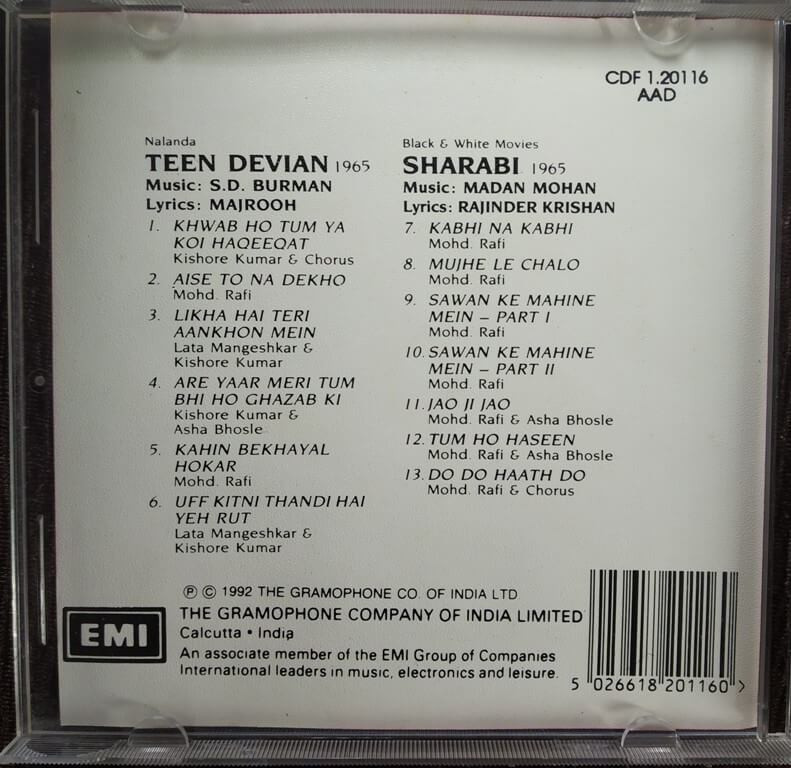 CDF 1.20116
AAD
Nalanda
TEEN DEVIAN 1965
Music: S.D. BURMAN
Lyrics: MAJROOH
1. KHWAB HO TUM YA
KOI HAQEEQAT
Kishore Kumar & Chorus
2. AISE TO NA DEKHO
Mohd. Rafi
3. LIKHA HAI TERI
AANKHON MEIN
Lata Mangeshkar &
Kishore Kumar
4. ARE YAAR MERI TUM
BHI HO GHAZAB KI
Kishore Kumar &
Asha Bhosle
5. KAHIN BEKHAYAL
HOKAR
Mohd. Rafi
6. UFF KITNI THANDI HAI
YEH RUT
Lata Mangeshkar &
Kishore Kumar
Black & White Movies
SHARABI 1965
Music: MADAN MOHAN
Lyrics: RAJINDER KRISHAN
7. KABHI NA KABHI
Mohd. Rafi
8. MUJHE LE CHALO
Mohd. Rafi
9. SAWAN KE MAHINE
MEIN – PART I
Mohd. Rafi
10. SAWAN KE MAHINE
MEIN – PART II
Mohd. Rafi
11. JAO JI JAO
Mohd. Rafi & Asha Bhosle
12. TUM HO HASEEN
Mohd. Rafi & Asha Bhosle
13. DO DO HAATH DO
Mohd. Rafi & Chorus
℗ © 1992 THE GRAMOPHONE CO. OF INDIA LTD
THE GRAMOPHONE COMPANY OF INDIA LIMITED
Calcutta • India
An associate member of the EMI Group of Companies
International leaders in music, electronics and leisure.
EMI
5 026618 201160 >